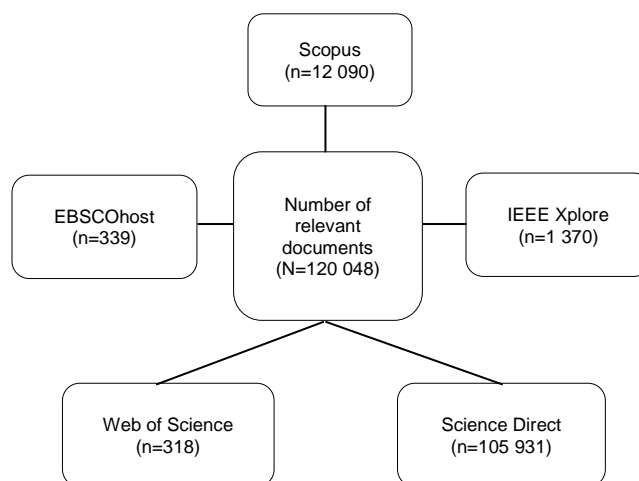 Scopus
(n=12 090)
EBSCOhost
(n=339)
Number of
relevant
documents
(N=120 048)
IEEE Xplore
(n=1 370)
Web of Science
(n=318)
Science Direct
(n=105 931)